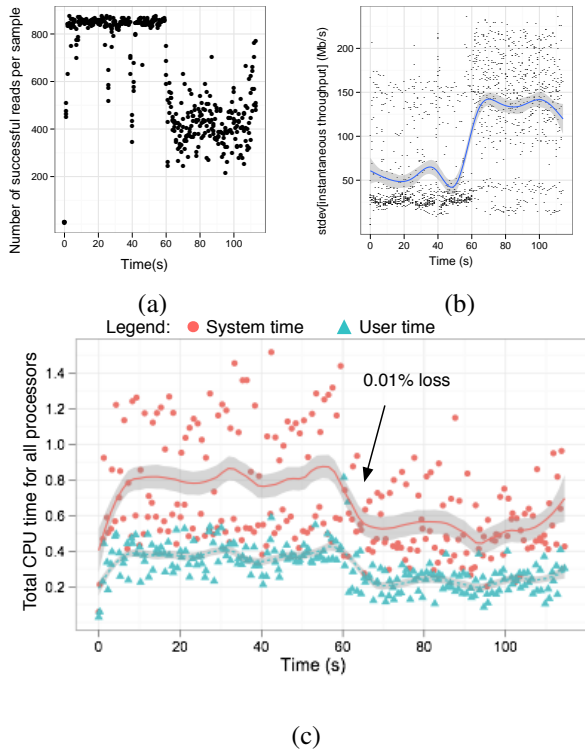 Number of successful reads per sample
800
600
400
200
0 20 40 60 80 100
Time(s)
(a)
stdev[instantaneous throughput] (Mb/s)
200
150
100
50
0 20 40 60 80 100
Time (s)
(b)
Legend: System time User time
Total CPU time for all processors
1.4
1.2
1.0
0.8
0.6
0.4
0.2
0.01% loss
0 20 40 60 80 100
Time (s)
(c)